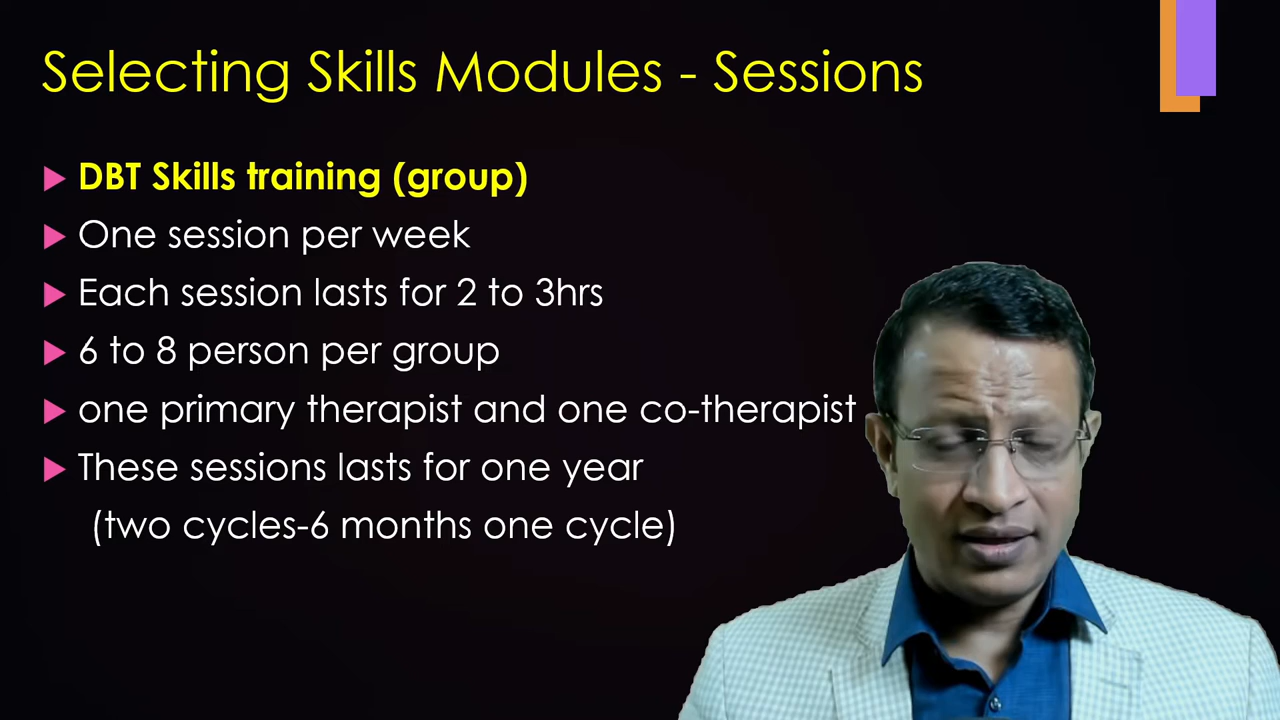 Selecting Skills Modules - Sessions
DBT Skills training (group)
One session per week
Each session lasts for 2 to 3hrs
6 to 8 person per group
one primary therapist and one co-therapist
These sessions lasts for one year
(two cycles-6 months one cycle)